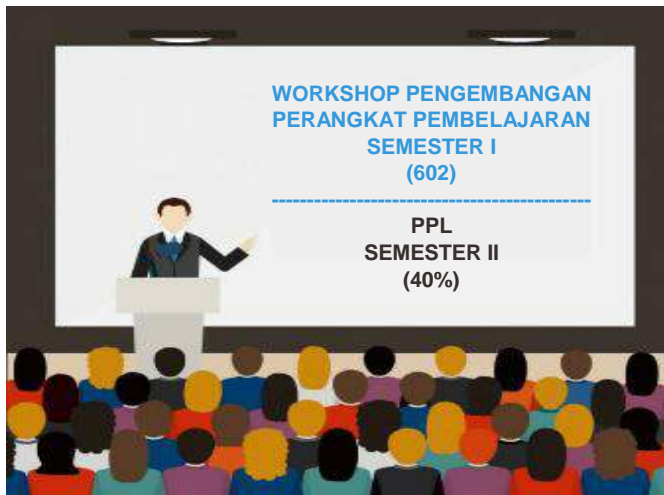 WORKSHOP PENGEMBANGAN
PERANGKAT PEMBELAJARAN
SEMESTER I
(602)
---------------------------------------------
PPL
SEMESTER II
(40%)